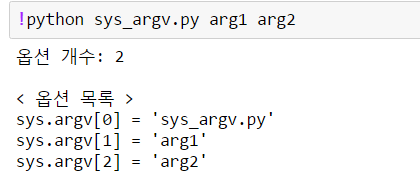 !python sys_argv.py arg1 arg2
옵션 개수: 2
< 옵션 목록 >
sys.argv[0] = 'sys_argv.py'
sys.argv[1] = 'arg1'
sys.argv[2] = 'arg2'